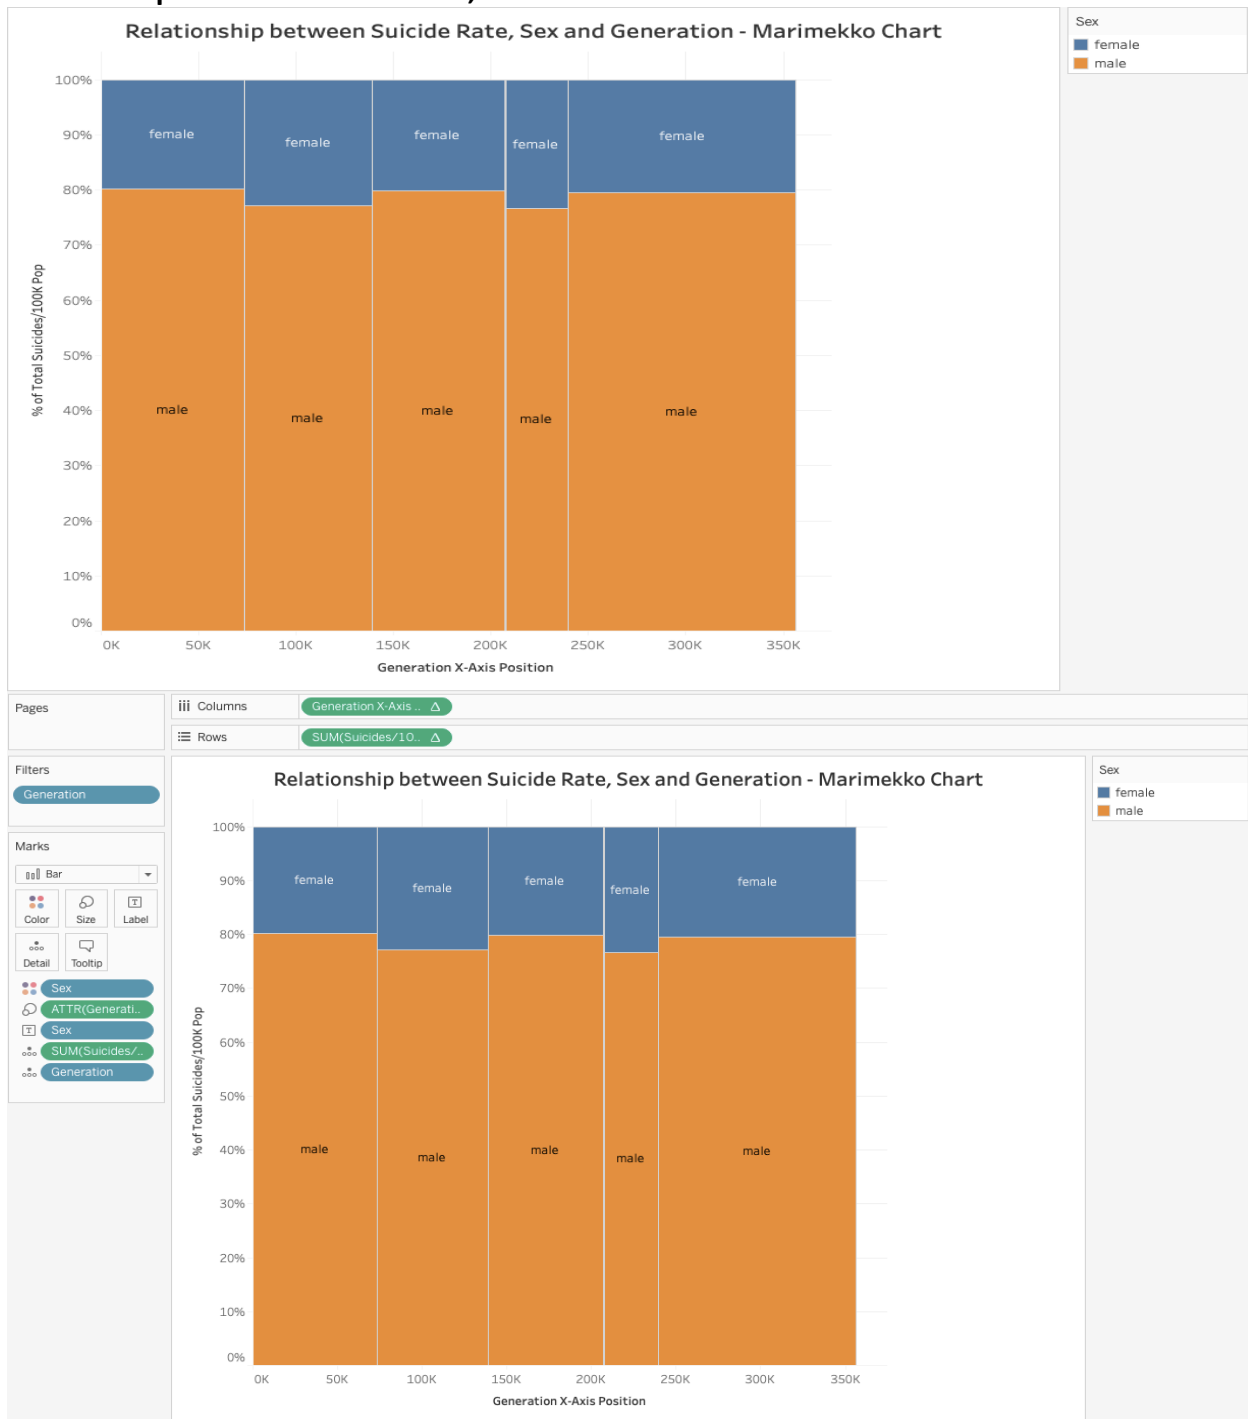 Relationship between Suicide Rate, Sex and Generation - Marimekko Chart
Sex
female
male
100%
90%
80%
70%
60%
50%
40%
30%
20%
10%
0%
% of Total Suicides/100K Pop
female
female
female
female
female
male
male
male
male
male
0K
50K
100K
150K
200K
250K
300K
350K
Generation X-Axis Position
Pages
Columns
Generation X-Axis ..
Rows
SUM(Suicides/10..
Filters
Generation
Marks
Bar
Color
Size
Label
Detail
Tooltip
Sex
ATTR(Generati..
Sex
SUM(Suicides/..
Generation
Relationship between Suicide Rate, Sex and Generation - Marimekko Chart
Sex
female
male
100%
90%
80%
70%
60%
50%
40%
30%
20%
10%
0%
% of Total Suicides/100K Pop
female
female
female
female
female
male
male
male
male
male
0K
50K
100K
150K
200K
250K
300K
350K
Generation X-Axis Position